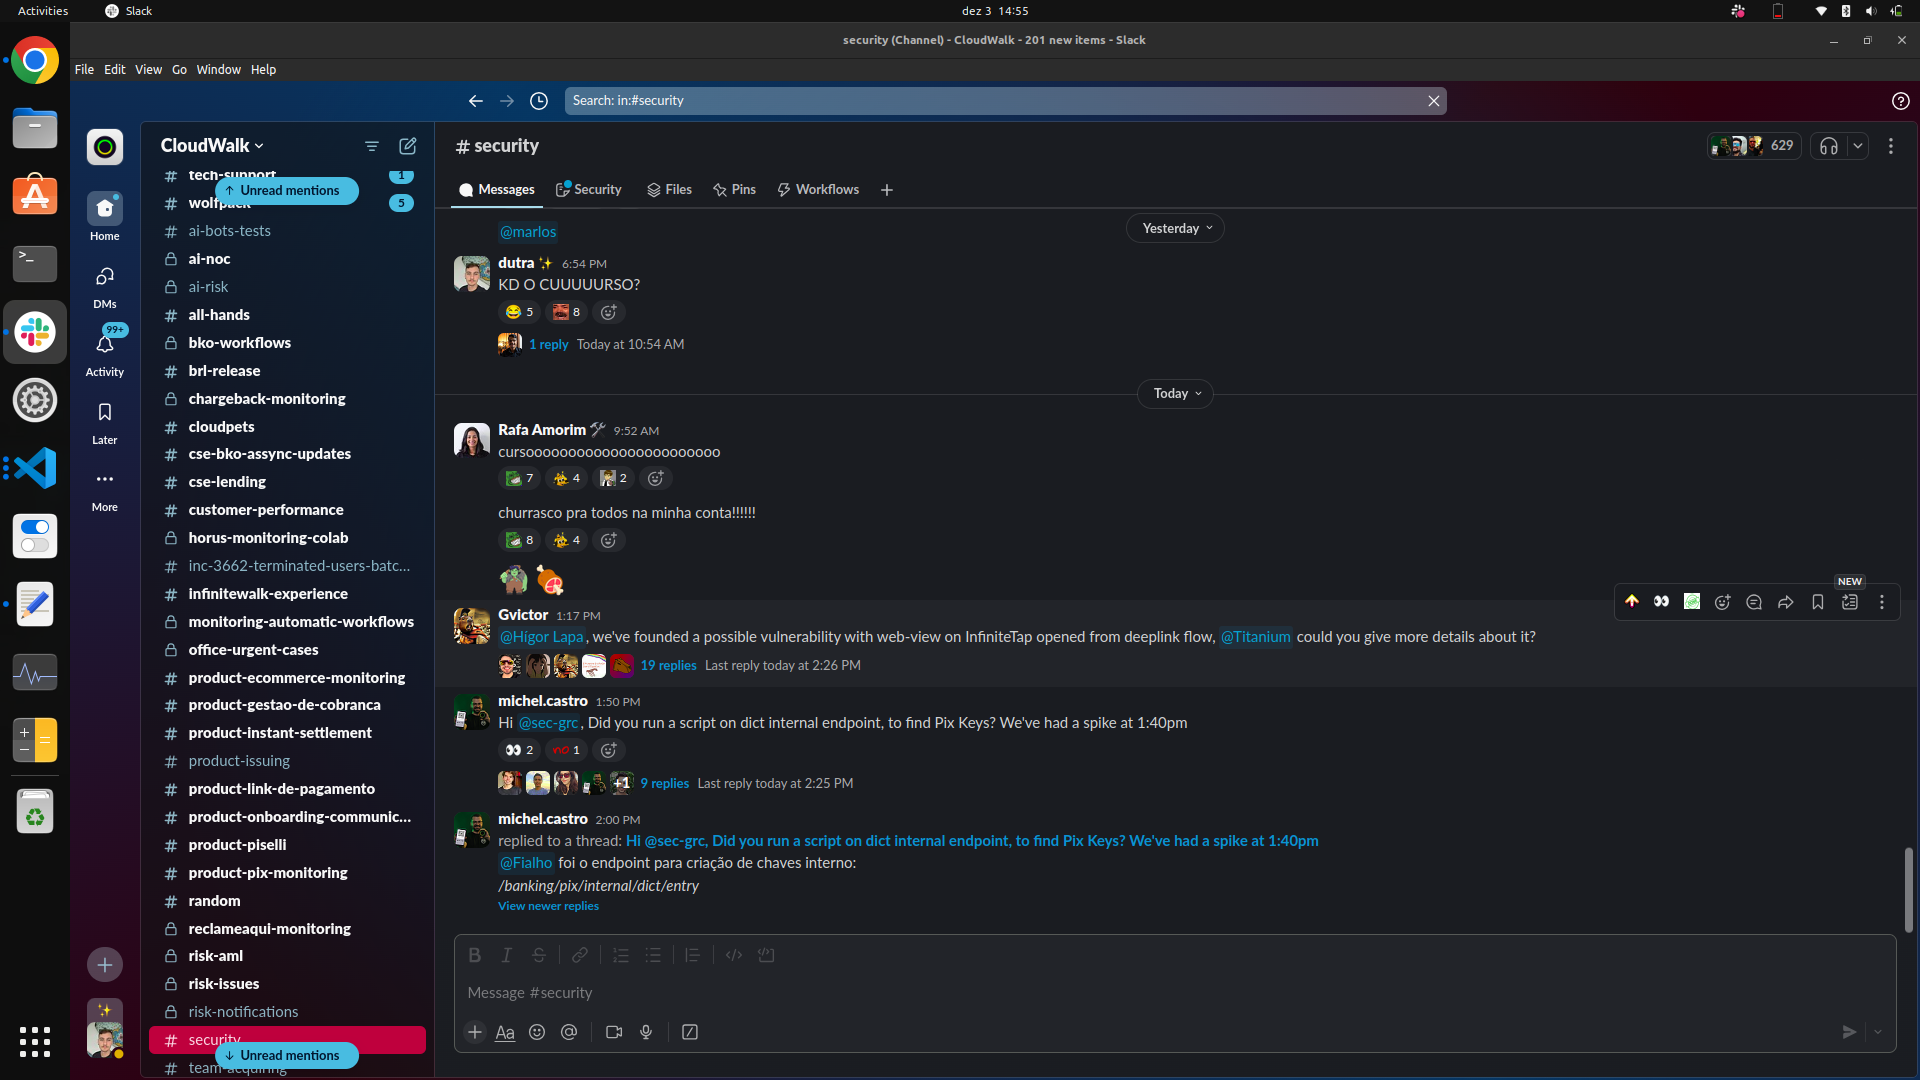 Activities
Slack
dez 3 14:55
security (Channel) - CloudWalk - 201 new items - Slack
File Edit View Go Window Help
Search: in:#security
CloudWalk
Home
DMs
99+
Activity
Later
More
tech-support 1
Unread mentions
wolfpack 5
ai-bots-tests
ai-noc
ai-risk
all-hands
bko-workflows
brl-release
chargeback-monitoring
cloudpets
cse-bko-assync-updates
cse-lending
customer-performance
horus-monitoring-colab
inc-3662-terminated-users-batc...
infinitewalk-experience
monitoring-automatic-workflows
office-urgent-cases
product-ecommerce-monitoring
product-gestao-de-cobranca
product-instant-settlement
product-issuing
product-link-de-pagamento
product-onboarding-communic...
product-piselli
product-pix-monitoring
random
reclameaqui-monitoring
risk-aml
risk-issues
risk-notifications
security
Unread mentions
team-acquiring
# security
629
Messages Security Files Pins Workflows
Yesterday
@marlos
dutra 6:54 PM
KD O CUUUUURSO?
5 8
1 reply Today at 10:54 AM
Today
Rafa Amorim 9:52 AM
cursooooooooooooooooooooooo
7 4 2
churrasco pra todos na minha conta!!!!!!
8 4
NEW
Gvictor 1:17 PM
@Hígor Lapa, we've founded a possible vulnerability with web-view on InfiniteTap opened from deeplink flow, @Titanium could you give more details about it?
19 replies Last reply today at 2:26 PM
michel.castro 1:50 PM
Hi @sec-grc, Did you run a script on dict internal endpoint, to find Pix Keys? We've had a spike at 1:40pm
2 no 1
+1 9 replies Last reply today at 2:25 PM
michel.castro 2:00 PM
replied to a thread: Hi @sec-grc, Did you run a script on dict internal endpoint, to find Pix Keys? We've had a spike at 1:40pm
@Fialho foi o endpoint para criação de chaves interno:
/banking/pix/internal/dict/entry
View newer replies
Message #security
Aa